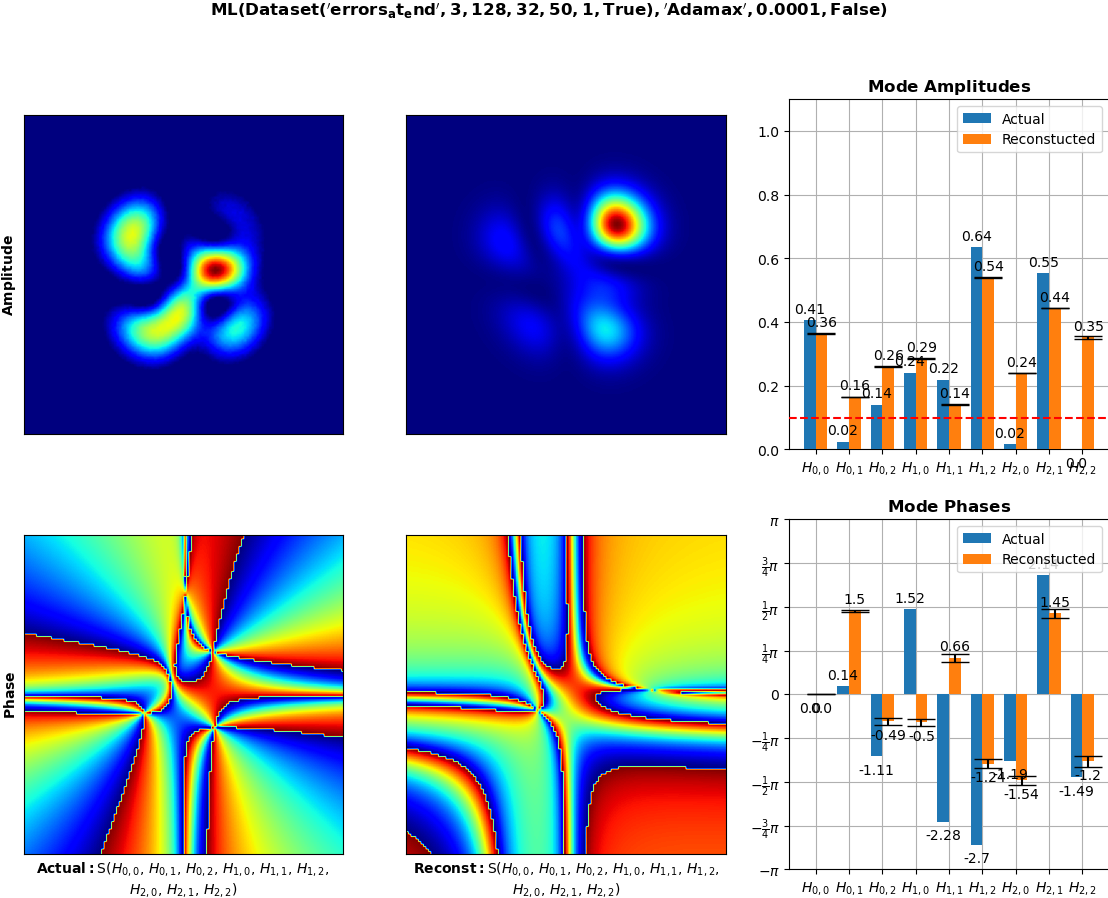 ML(Dataset('errors_at_end', 3, 128, 32, 50, 1, True), 'Adamax', 0.0001, False)
Amplitude
Mode Amplitudes
Actual
Reconstucted
1.0
0.8
0.6
0.4
0.2
0.0
0.41
0.36
0.02
0.16
0.14
0.26
0.24
0.29
0.22
0.14
0.64
0.54
0.02
0.24
0.55
0.44
0.0
0.35
H0,0 H0,1 H0,2 H1,0 H1,1 H1,2 H2,0 H2,1 H2,2
Phase
Mode Phases
Actual
Reconstucted
π
3/4π
1/2π
1/4π
0
−1/4π
−1/2π
−3/4π
−π
0.0
0.14
1.5
-1.11
-0.49
1.52
-0.5
-2.28
0.66
-2.7
-1.24
-1.54
1.45
-1.49
-1.2
H0,0 H0,1 H0,2 H1,0 H1,1 H1,2 H2,0 H2,1 H2,2
Actual: S(H0,0, H0,1, H0,2, H1,0, H1,1, H1,2,
H2,0, H2,1, H2,2)
Reconst: S(H0,0, H0,1, H0,2, H1,0, H1,1, H1,2,
H2,0, H2,1, H2,2)